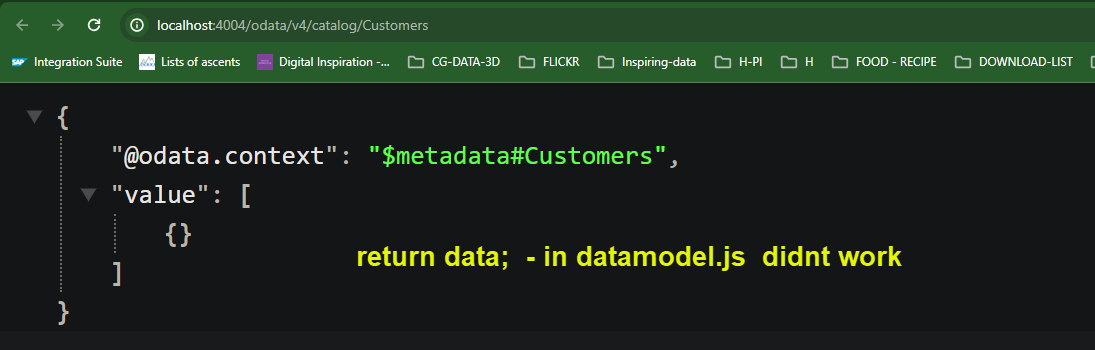 localhost:4004/odata/v4/catalog/Customers
SAP Integration Suite Lists of ascents Digital Inspiration -... CG-DATA-3D FLICKR Inspiring-data H-PI H FOOD - RECIPE DOWNLOAD-LIST
{
"@odata.context": "$metadata#Customers",
"value": [
{}
return data;  - in datamodel.js  didnt work
]
}